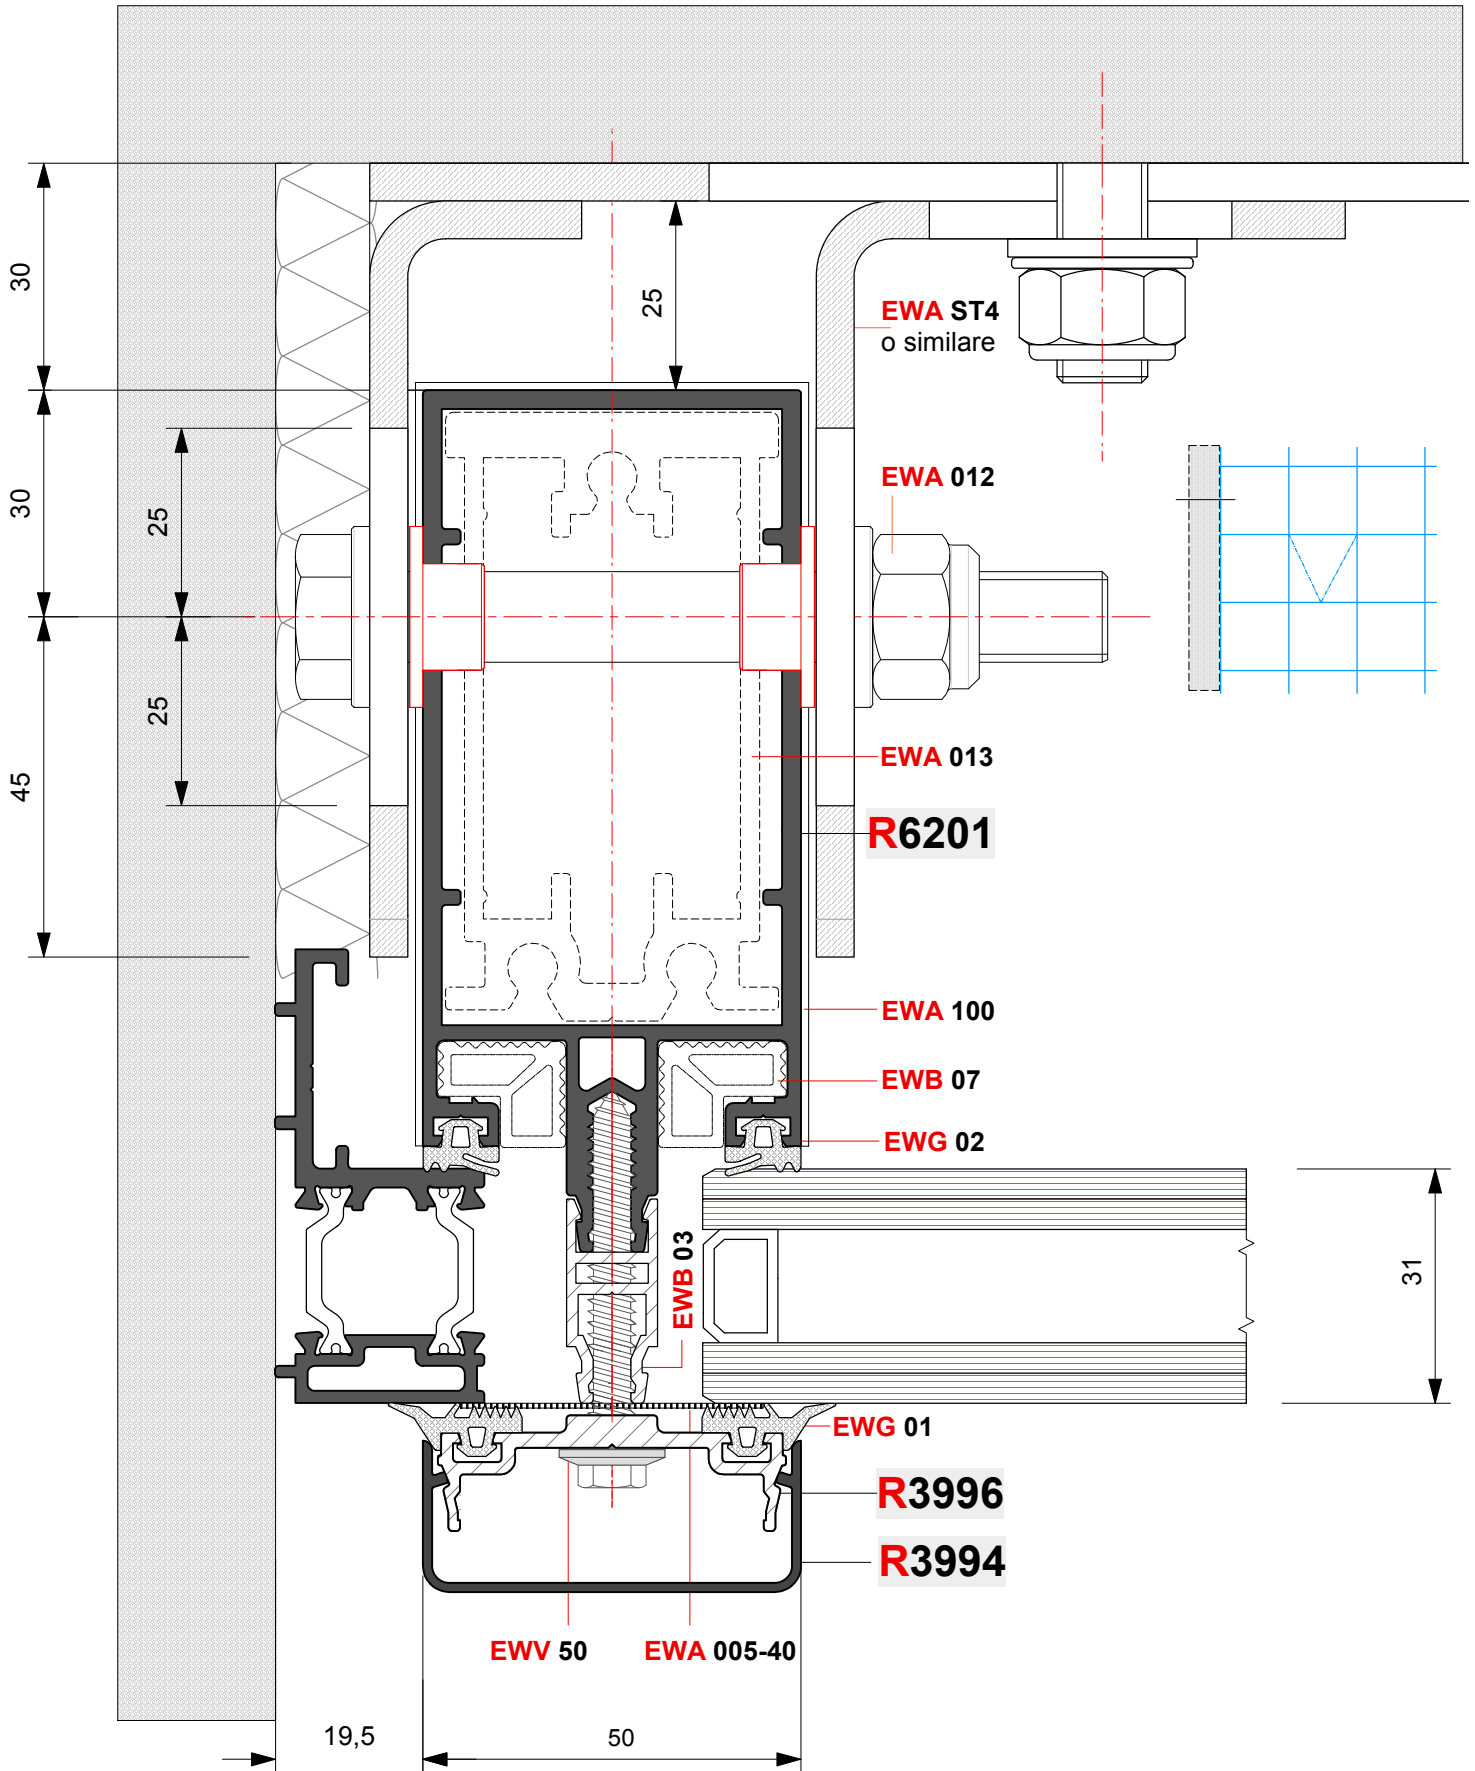 30
25
EWA ST4
o similare
EWA 012
30
25
25
45
EWA 013
R6201
EWA 100
EWB 07
EWG 02
EWB 03
31
EWG 01
R3996
R3994
EWV 50
EWA 005-40
19,5
50